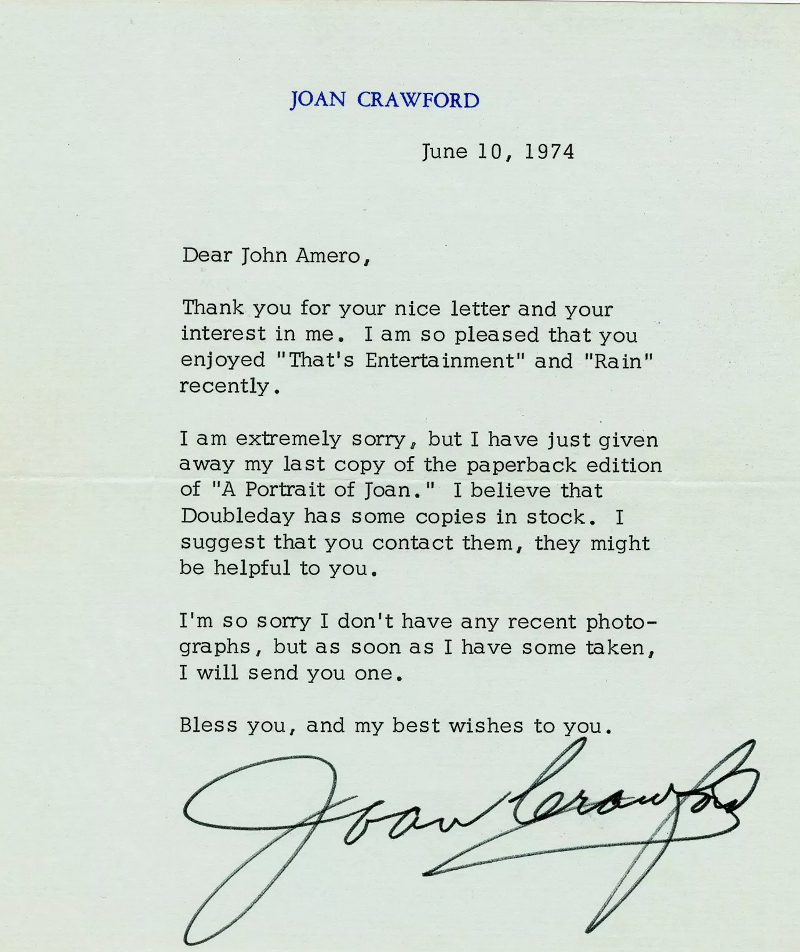 JOAN CRAWFORD
June 10, 1974
Dear John Amero,
Thank you for your nice letter and your
interest in me. I am so pleased that you
enjoyed "That's Entertainment" and "Rain"
recently.
I am extremely sorry, but I have just given
away my last copy of the paperback edition
of "A Portrait of Joan." I believe that
Doubleday has some copies in stock. I
suggest that you contact them, they might
be helpful to you.
I'm so sorry I don't have any recent photo-
graphs, but as soon as I have some taken,
I will send you one.
Bless you, and my best wishes to you.
Joan Crawford